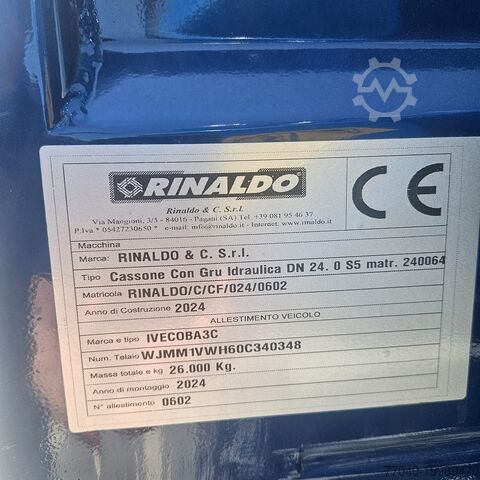 RINALDO
Rinaldo & C. S.r.l.
Via Mangioni, 3/5 - 84016 - Pagani (SA) Tel. +39 081 95 46 37
P.Iva * 05427230650 * e-mail: info@rinaldo.it - Internet: www.rinaldo.it
CE
Macchina
Marca: RINALDO & C. S.r.l.
Tipo Cassone Con Gru Idraulica DN 24. 0 S5 matr. 240064
Matricola RINALDO/C/CF/024/0602
Anno di Costruzione 2024
ALLESTIMENTO VEICOLO
Marca e tipo IVECOBA3C
Num. Telaio WJMM1VWH60C340348
Massa totale e kg 26.000 Kg.
Anno di montaggio 2024
N° allestimento 0602